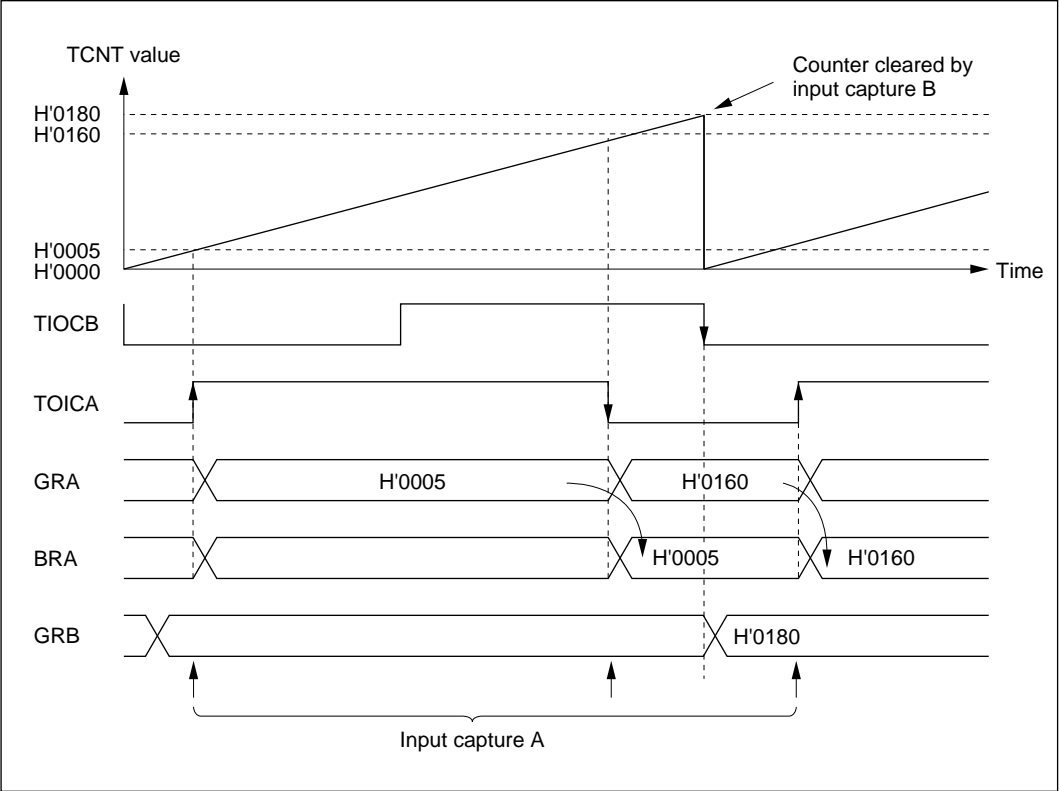 TCNT value
Counter cleared by
input capture B
H'0180
H'0160
H'0005
H'0000
Time
TIOCB
TOICA
GRA
H'0005
H'0160
BRA
H'0005
H'0160
GRB
H'0180
Input capture A